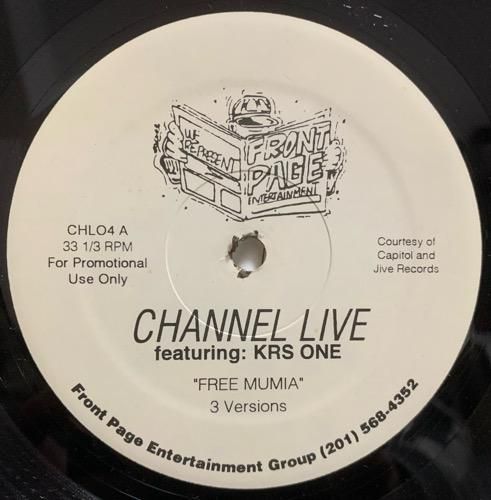 WE
REPRESENT
FRONT
PAGE
ENTERTAINMENT
CHLO4 A
33 1/3 RPM
For Promotional
Use Only
Courtesy of
Capitol and
Jive Records
CHANNEL LIVE
featuring: KRS ONE
"FREE MUMIA"
3 Versions
Front Page Entertainment Group (201) 568-4352